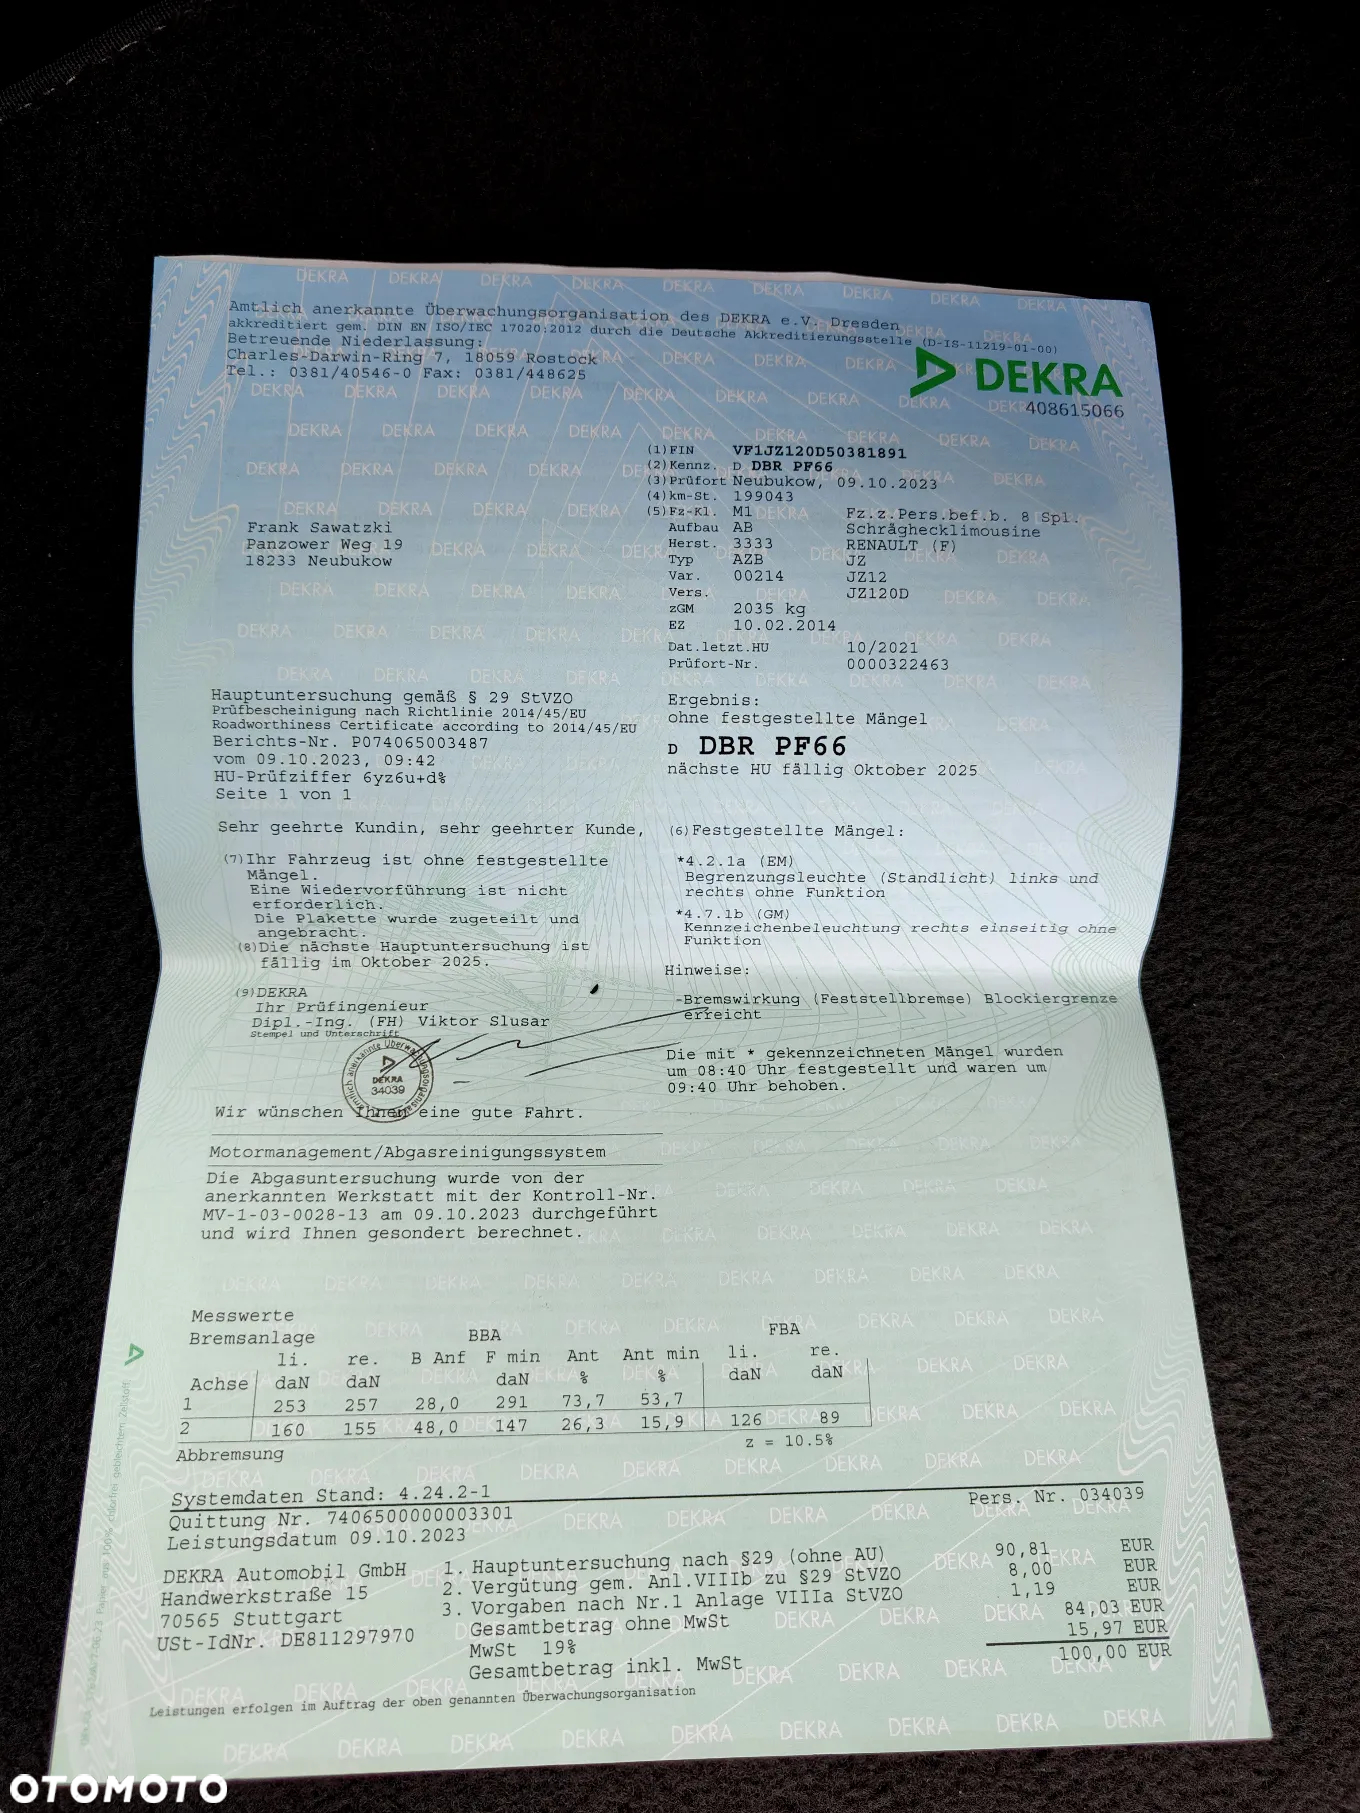 Amtlich anerkannte Überwachungsorganisation des DEKRA e.V. Dresden
akkreditiert gem. DIN EN ISO/IEC 17020:2012 durch die Deutsche Akkreditierungsstelle (D-IS-11219-01-00)
Betreuende Niederlassung:
Charles-Darwin-Ring 7, 18059 Rostock
Tel.: 0381/40546-0 Fax: 0381/448625
DEKRA
408615066
(1) FIN VF1JZ120D50381891
(2) Kennz. D DBR PF66
(3) Prüfort Neubukow, 09.10.2023
(4) km-St. 199043
(5) Fz-Kl. M1 Fz.z.Pers.bef.b. 8 Spl.
Aufbau AB Schräghecklimousine
Herst. 3333 RENAULT (F)
Typ AZB JZ
Var. 00214 JZ12
Vers. JZ120D
zGM 2035 kg
EZ 10.02.2014
Dat.letzt.HU 10/2021
Prüfort-Nr. 0000322463
Frank Sawatzki
Panzower Weg 19
18233 Neubukow
Hauptuntersuchung gemäß § 29 StVZO
Prüfbescheinigung nach Richtlinie 2014/45/EU
Roadworthiness Certificate according to 2014/45/EU
Berichts-Nr. P074065003487
vom 09.10.2023, 09:42
HU-Prüfziffer 6yz6u+d%
Seite 1 von 1
Ergebnis:
ohne festgestellte Mängel
D DBR PF66
nächste HU fällig Oktober 2025
Sehr geehrte Kundin, sehr geehrter Kunde,
(7) Ihr Fahrzeug ist ohne festgestellte
Mängel.
Eine Wiedervorführung ist nicht
erforderlich.
Die Plakette wurde zugeteilt und
angebracht.
(8) Die nächste Hauptuntersuchung ist
fällig im Oktober 2025.
(9) DEKRA
Ihr Prüfingenieur
Dipl.-Ing. (FH) Viktor Slusar
Stempel und Unterschrift
DEKRA
34039
Wir wünschen Ihnen eine gute Fahrt.
(6) Festgestellte Mängel:
*4.2.1a (EM)
Begrenzungsleuchte (Standlicht) links und
rechts ohne Funktion
*4.7.1b (GM)
Kennzeichenbeleuchtung rechts einseitig ohne
Funktion
Hinweise:
-Bremswirkung (Feststellbremse) Blockiergrenze
erreicht
Die mit * gekennzeichneten Mängel wurden
um 08:40 Uhr festgestellt und waren um
09:40 Uhr behoben.
Motormanagement/Abgasreinigungssystem
Die Abgasuntersuchung wurde von der
anerkannten Werkstatt mit der Kontroll-Nr.
MV-1-03-0028-13 am 09.10.2023 durchgeführt
und wird Ihnen gesondert berechnet.
Messwerte
Bremsanlage BBA FBA
li. re. B Anf F min Ant Ant min li. re.
Achse daN daN daN % % daN daN
1 253 257 28,0 291 73,7 53,7
2 160 155 48,0 147 26,3 15,9 126 89
Abbremsung z = 10.5%
Systemdaten Stand: 4.24.2-1 Pers. Nr. 034039
Quittung Nr. 7406500000003301
Leistungsdatum 09.10.2023
DEKRA Automobil GmbH
Handwerkstraße 15
70565 Stuttgart
USt-IdNr. DE811297970
1. Hauptuntersuchung nach §29 (ohne AU) 90,81 EUR
2. Vergütung gem. Anl.VIIIb zu §29 StVZO 8,00 EUR
3. Vorgaben nach Nr.1 Anlage VIIIa StVZO 1,19 EUR
Gesamtbetrag ohne MwSt 84,03 EUR
MwSt 19% 15,97 EUR
Gesamtbetrag inkl. MwSt 100,00 EUR
Leistungen erfolgen im Auftrag der oben genannten Überwachungsorganisation
OTOMOTO